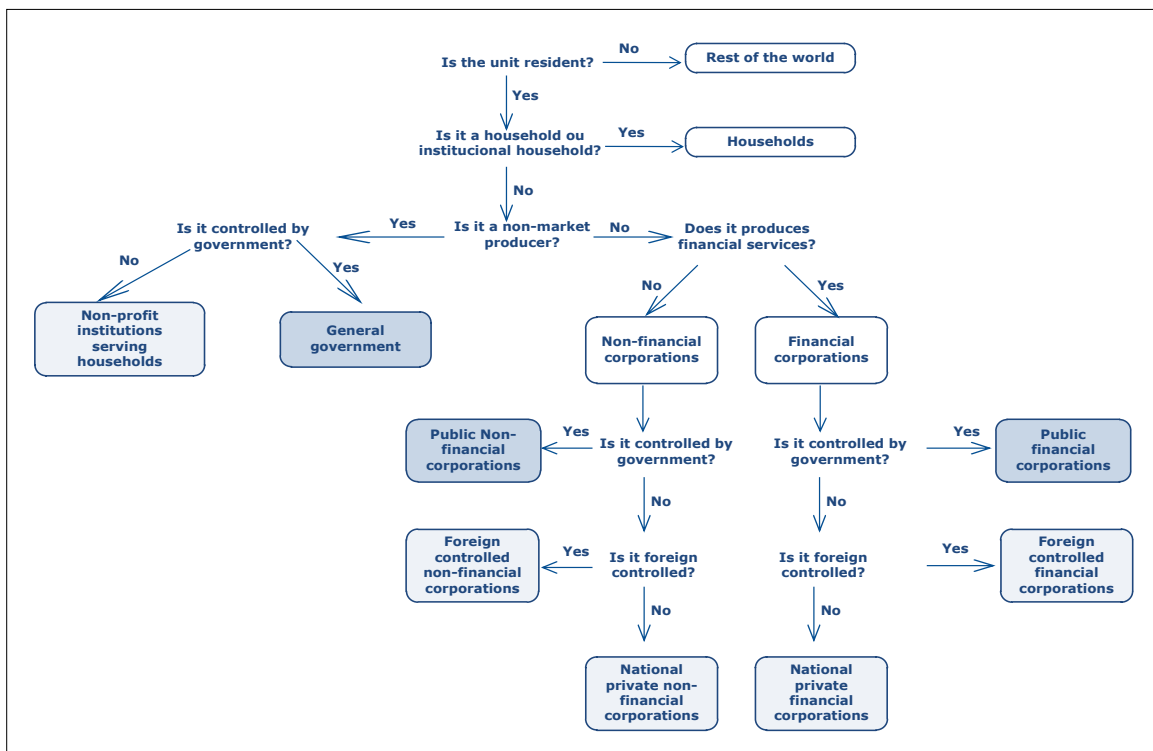 No
Is the unit resident?
Rest of the world
Yes
Is it a household ou
institucional household?
Yes
Households
No
Is it controlled by
government?
Yes
Is it a non-market
producer?
No
Does it produces
financial services?
No
Yes
No
Yes
Non-profit
institutions
serving
households
General
government
Non-financial
corporations
Financial
corporations
Public Non-
financial
corporations
Yes
Is it controlled by
government?
Is it controlled by
government?
Yes
Public
financial
corporations
No
No
Foreign
controlled
non-financial
corporations
Yes
Is it foreign
controlled?
Is it foreign
controlled?
Yes
Foreign
controlled
financial
corporations
No
No
National
private non-
financial
corporations
National
private
financial
corporations